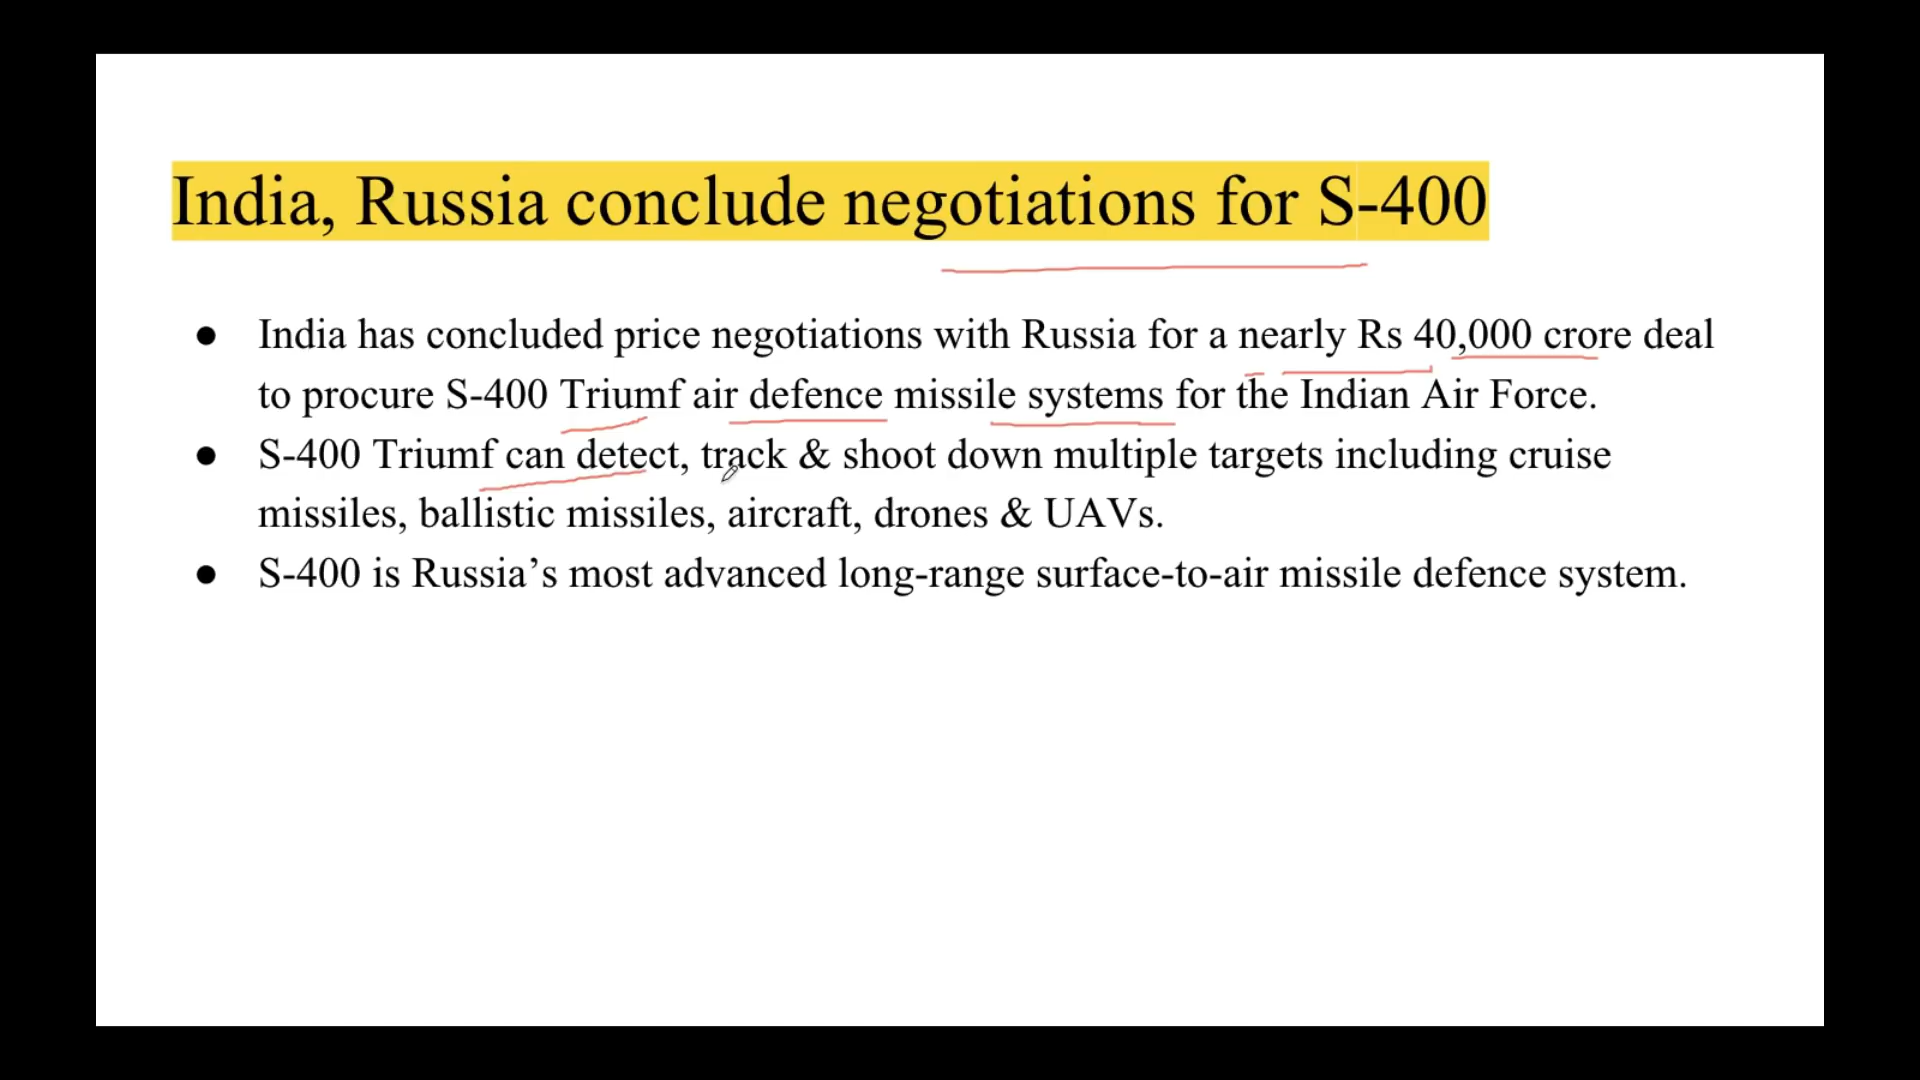 India, Russia conclude negotiations for S-400
● India has concluded price negotiations with Russia for a nearly Rs 40,000 crore deal
to procure S-400 Triumf air defence missile systems for the Indian Air Force.
● S-400 Triumf can detect, track & shoot down multiple targets including cruise
missiles, ballistic missiles, aircraft, drones & UAVs.
● S-400 is Russia’s most advanced long-range surface-to-air missile defence system.